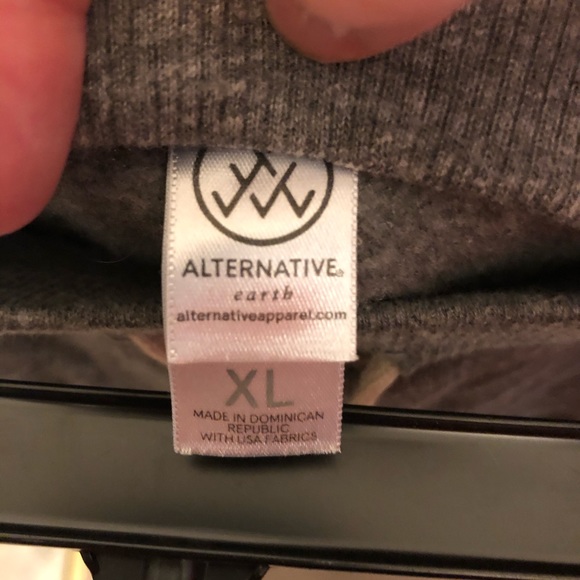 ALTERNATIVE®
earth
alternativeapparel.com
XL
MADE IN DOMINICAN
REPUBLIC
WITH USA FABRICS